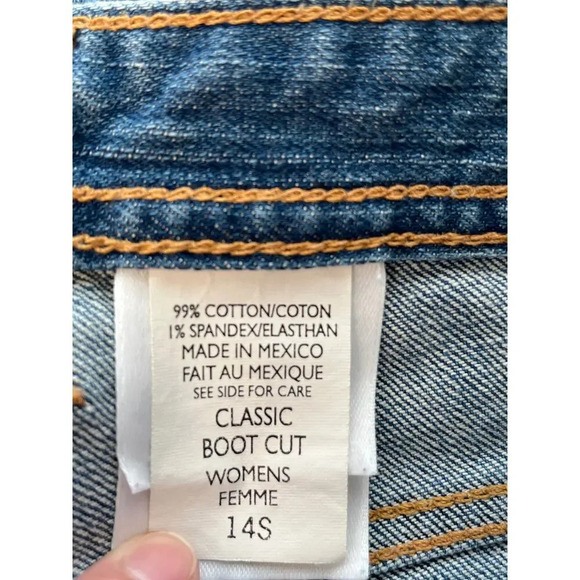 99% COTTON/COTON
1% SPANDEX/ELASTHAN
MADE IN MEXICO
FAIT AU MEXIQUE
SEE SIDE FOR CARE
CLASSIC
BOOT CUT
WOMENS
FEMME
14S